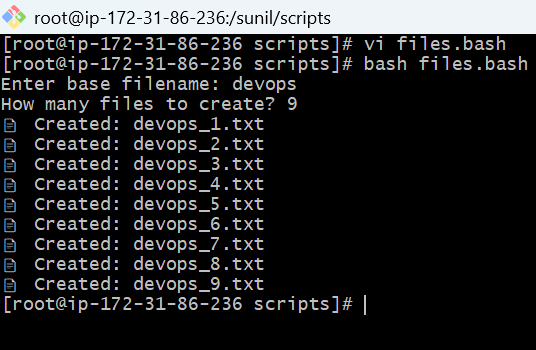 root@ip-172-31-86-236:/sunil/scripts
[root@ip-172-31-86-236 scripts]# vi files.bash
[root@ip-172-31-86-236 scripts]# bash files.bash
Enter base filename: devops
How many files to create? 9
📄 Created: devops_1.txt
📄 Created: devops_2.txt
📄 Created: devops_3.txt
📄 Created: devops_4.txt
📄 Created: devops_5.txt
📄 Created: devops_6.txt
📄 Created: devops_7.txt
📄 Created: devops_8.txt
📄 Created: devops_9.txt
[root@ip-172-31-86-236 scripts]#